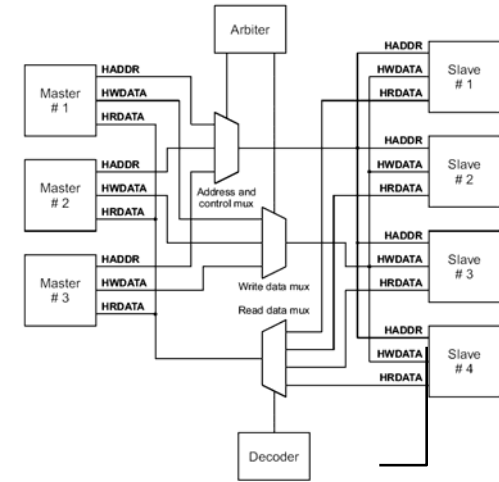 Arbiter
Master
# 1
HADDR
HWDATA
HRDATA
Master
# 2
HADDR
HWDATA
HRDATA
Master
# 3
HADDR
HWDATA
HRDATA
Address and
control mux
Write data mux
Read data mux
Decoder
HADDR
HWDATA
HRDATA
Slave
# 1
HADDR
HWDATA
HRDATA
Slave
# 2
HADDR
HWDATA
HRDATA
Slave
# 3
HADDR
HWDATA
HRDATA
Slave
# 4